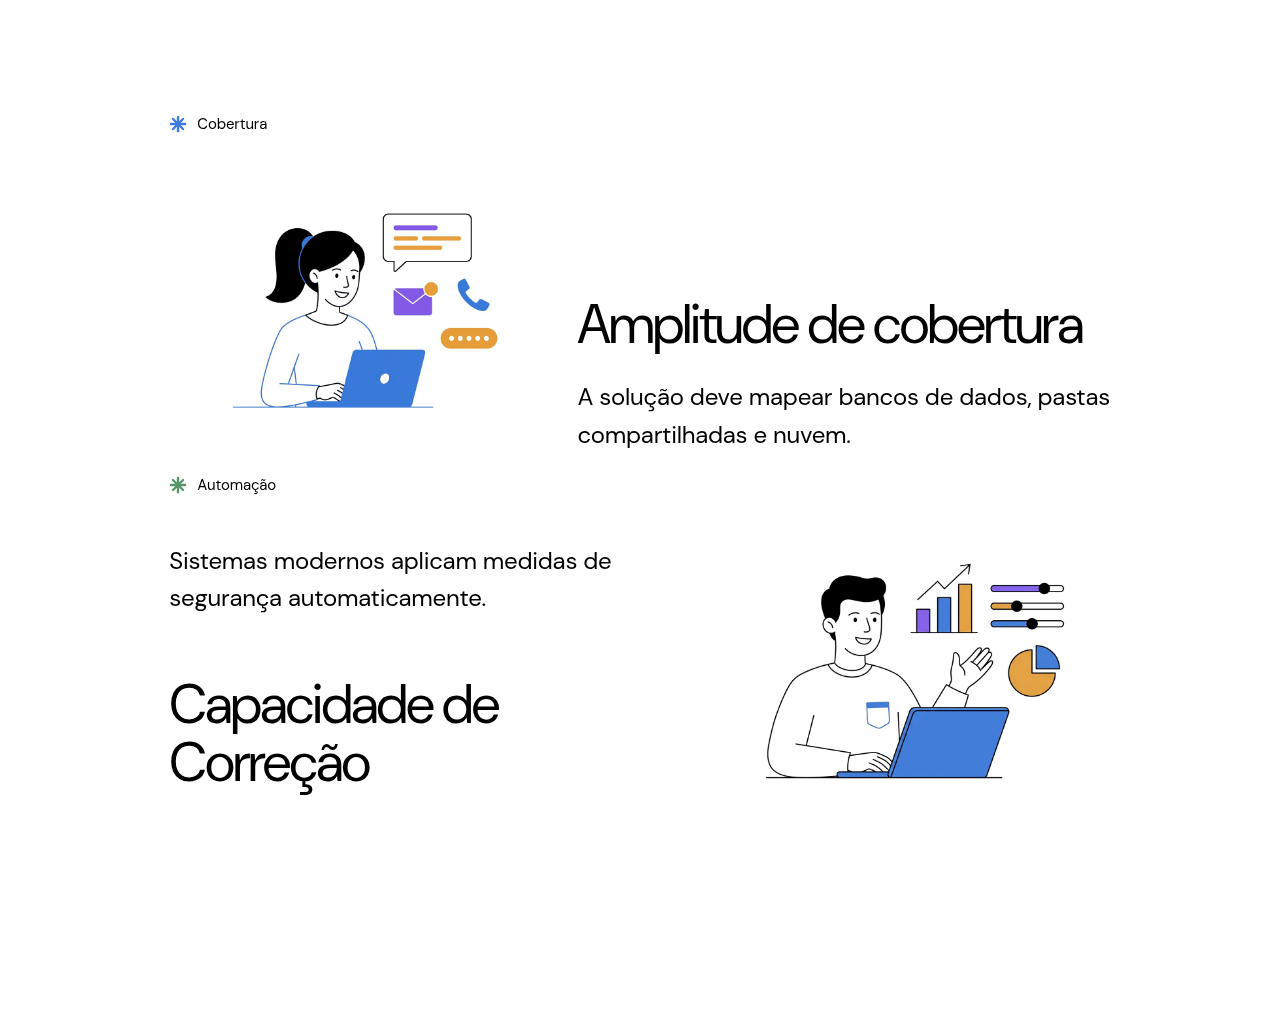 Cobertura
Amplitude de cobertura
A solução deve mapear bancos de dados, pastas
compartilhadas e nuvem.
Automação
Sistemas modernos aplicam medidas de
segurança automaticamente.
Capacidade de
Correção